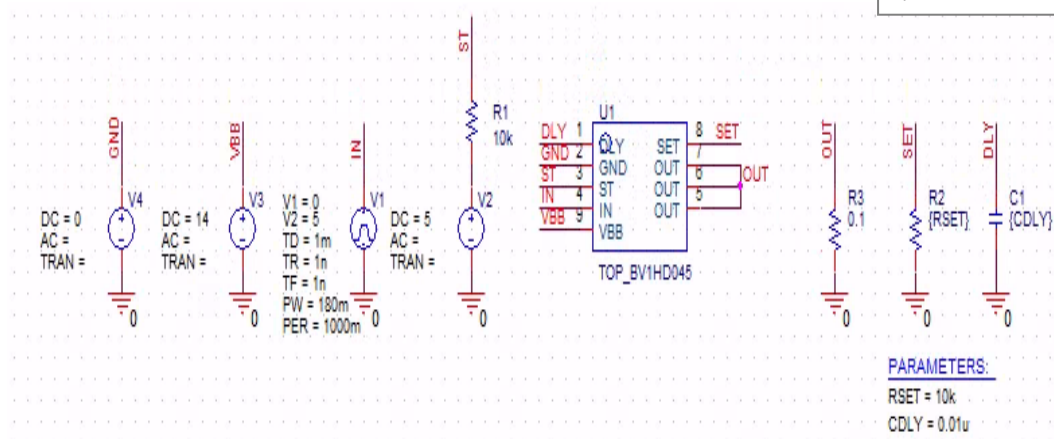 ST
R1
10k
GND
V4
DC = 0
AC =
TRAN =
0
VBB
V3
DC = 14
AC =
TRAN =
0
IN
V1
V1 = 0
V2 = 5
TD = 1m
TR = 1n
TF = 1n
PW = 180m
PER = 1000m
0
V2
DC = 5
AC =
TRAN =
0
U1
DLY 1 DLY SET 8 SET
GND 2 GND OUT 7
ST 3 ST OUT 6 OUT
IN 4 IN OUT 5
VBB 9 VBB
TOP_BV1HD045
OUT
R3
0.1
0
SET
R2
{RSET}
0
DLY
C1
{CDLY}
0
PARAMETERS:
RSET = 10k
CDLY = 0.01u